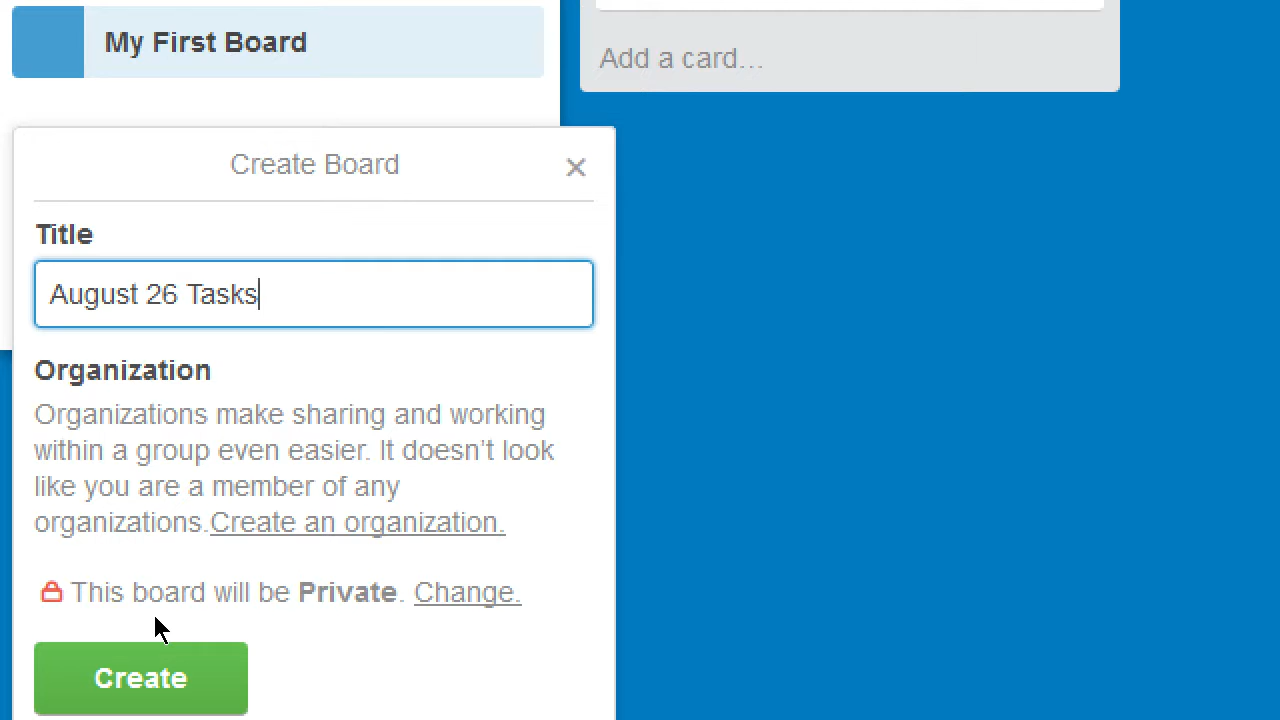 My First Board
Add a card…
Create Board
Title
August 26 Tasks
Organization
Organizations make sharing and working
within a group even easier. It doesn’t look
like you are a member of any
organizations.Create an organization.
This board will be Private. Change.
Create